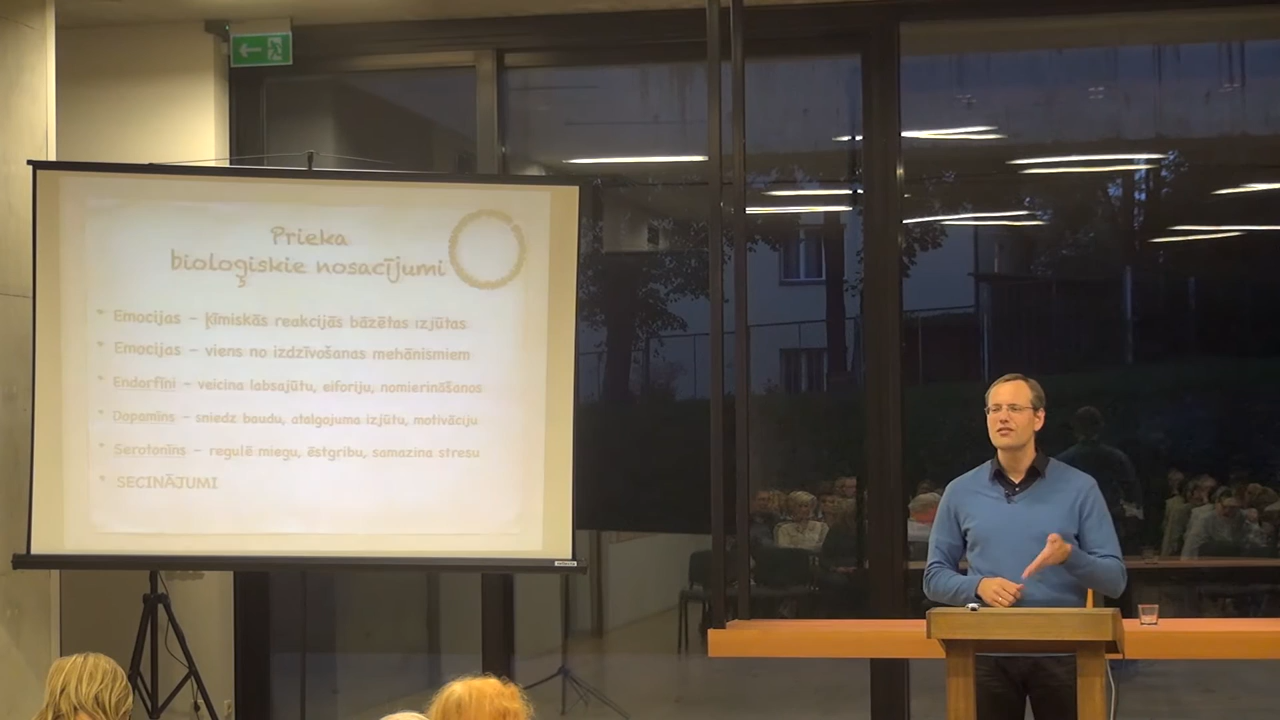 Prieka
bioloģiskie nosacījumi
* Emocijas – ķīmiskās reakcijās bāzētas izjūtas
* Emocijas – viens no izdzīvošanas mehānismiem
* Endorfīni – veicina labsajūtu, eiforiju, nomierināšanos
* Dopamīns – sniedz baudu, atalgojuma izjūtu, motivāciju
* Serotonīns – regulē miegu, ēstgribu, samazina stresu
* SECINĀJUMI